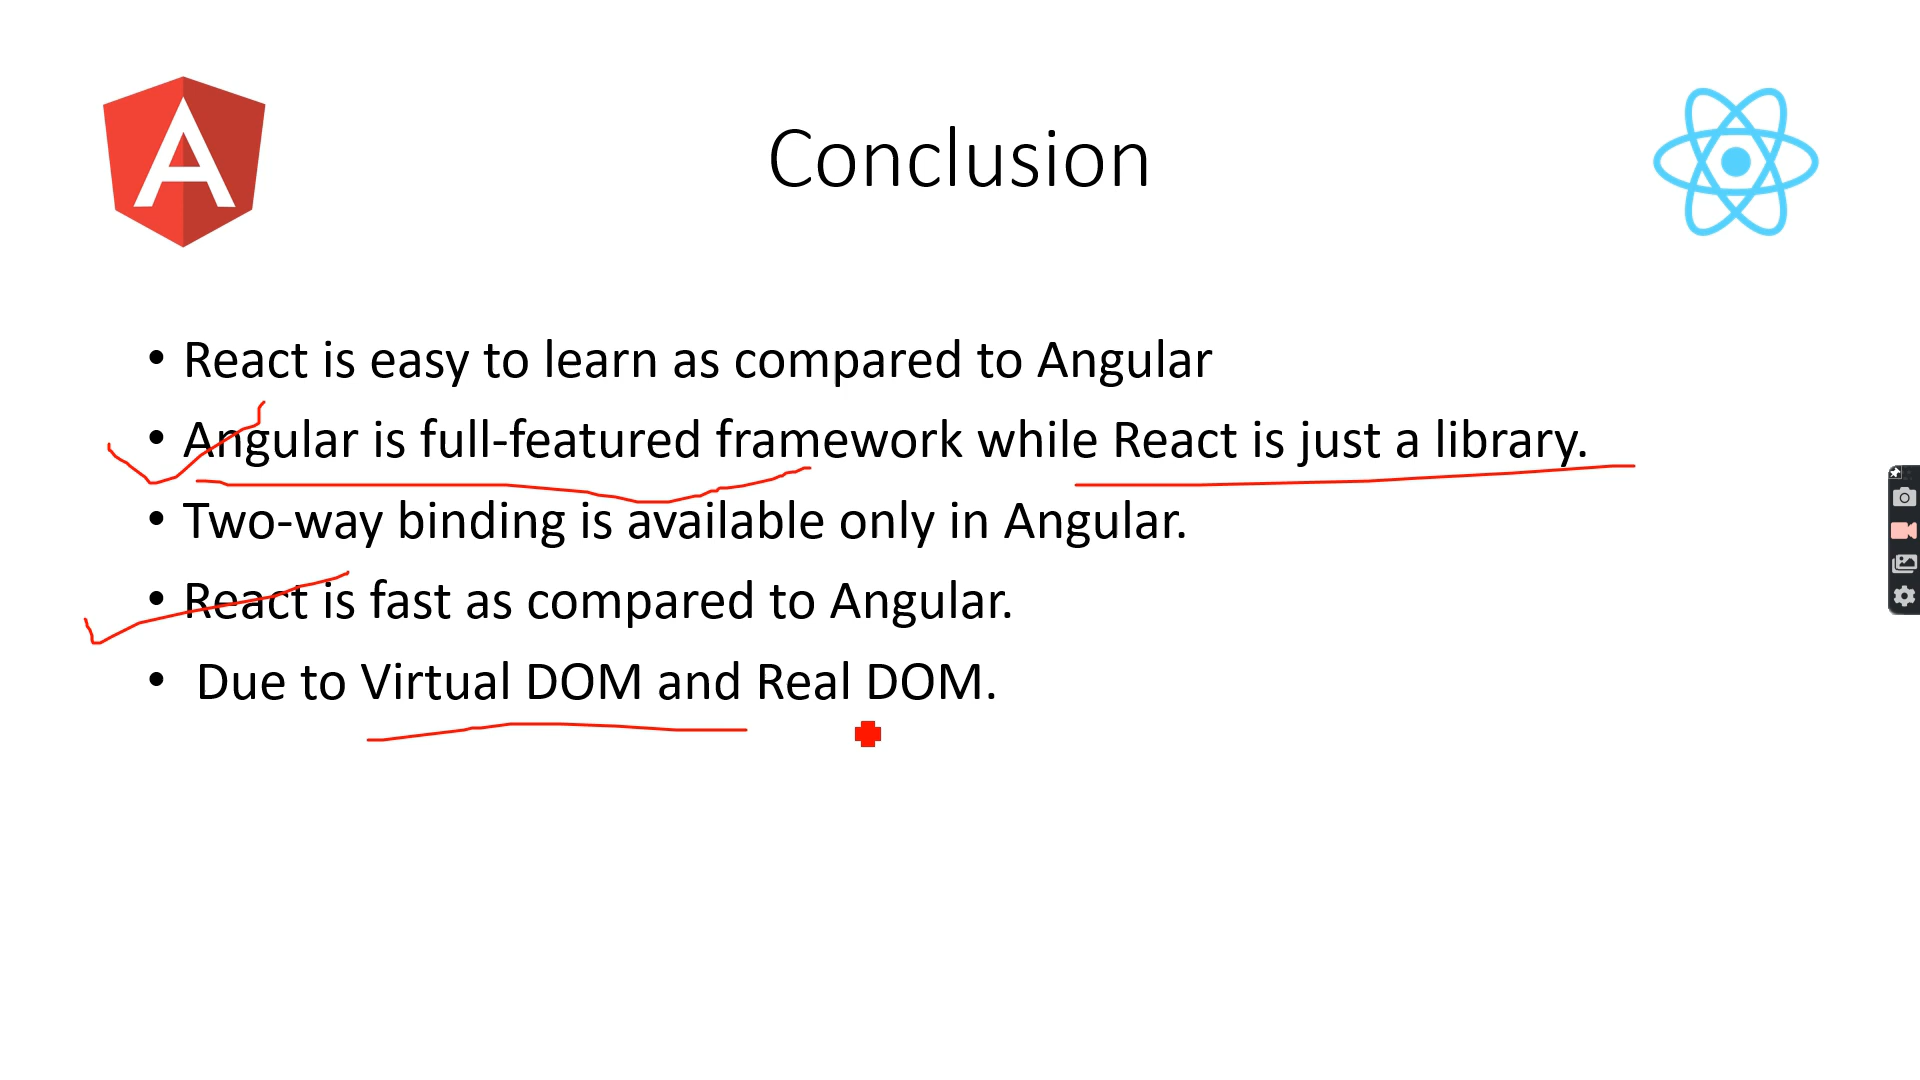 Conclusion
• React is easy to learn as compared to Angular
• Angular is full-featured framework while React is just a library.
• Two-way binding is available only in Angular.
• React is fast as compared to Angular.
• Due to Virtual DOM and Real DOM.